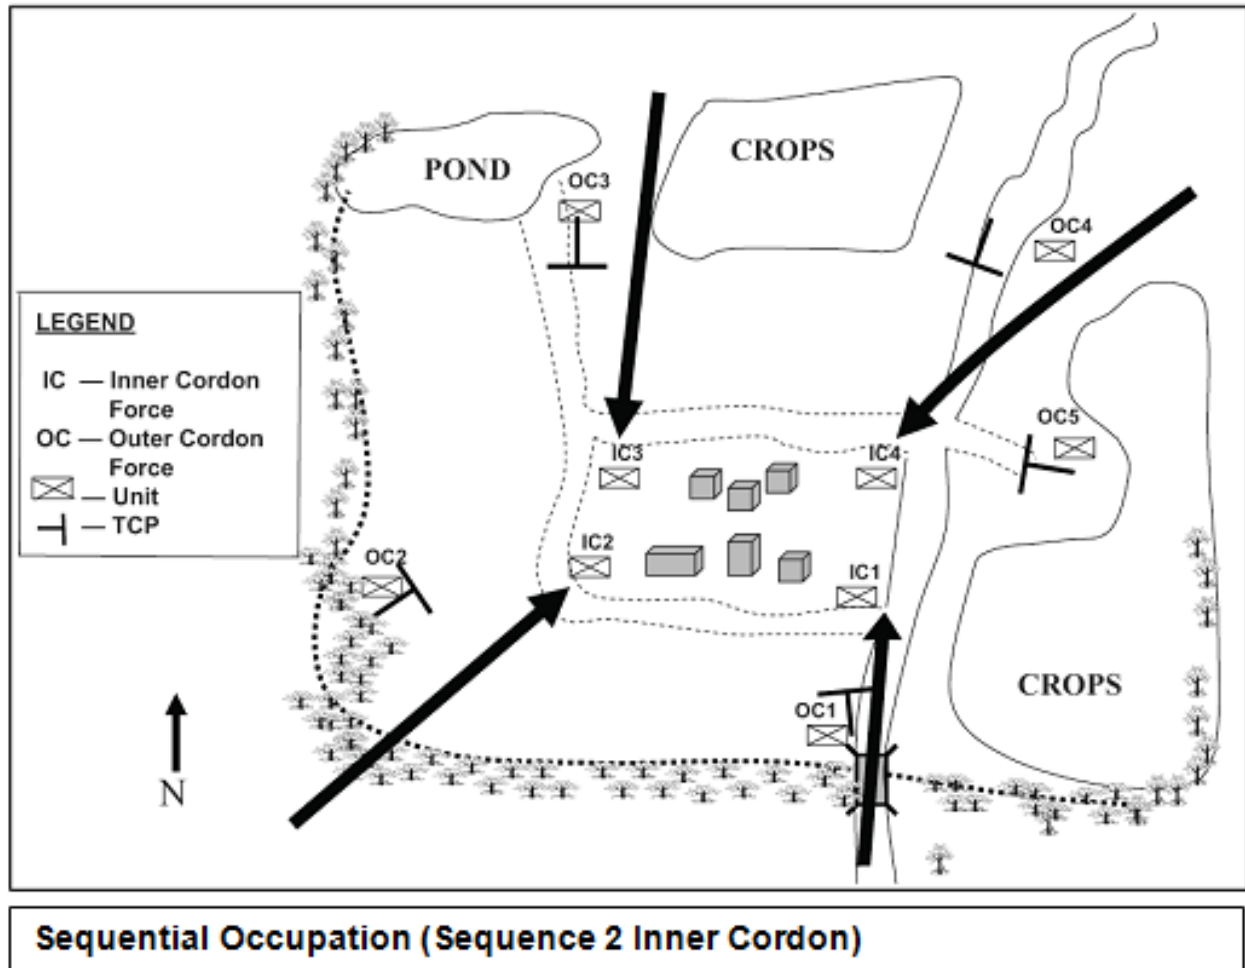 POND
CROPS
OC3
OC4
LEGEND
IC — Inner Cordon
Force
OC — Outer Cordon
Force
— Unit
— TCP
OC5
IC3
IC4
IC2
OC2
IC1
CROPS
OC1
N
Sequential Occupation (Sequence 2 Inner Cordon)